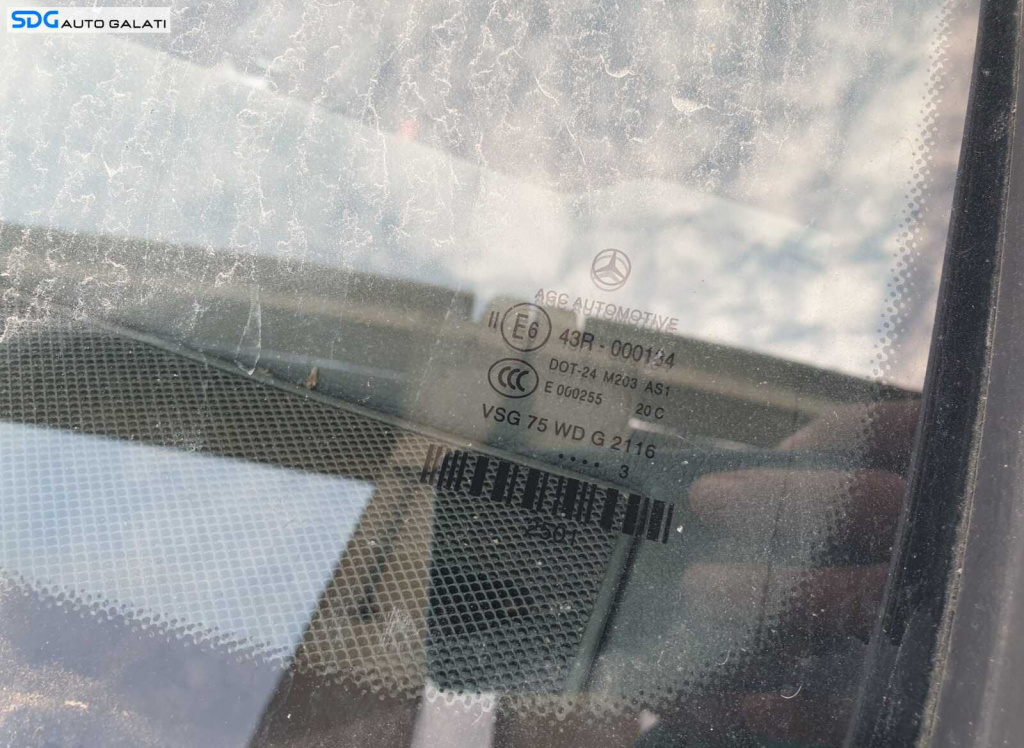 SDG AUTO GALATI
AGC AUTOMOTIVE
II E6 43R - 000134
CCC DOT-24 M203 AS1
E 000255 20 C
VSG 75 WD G 2116
.... 3
2501